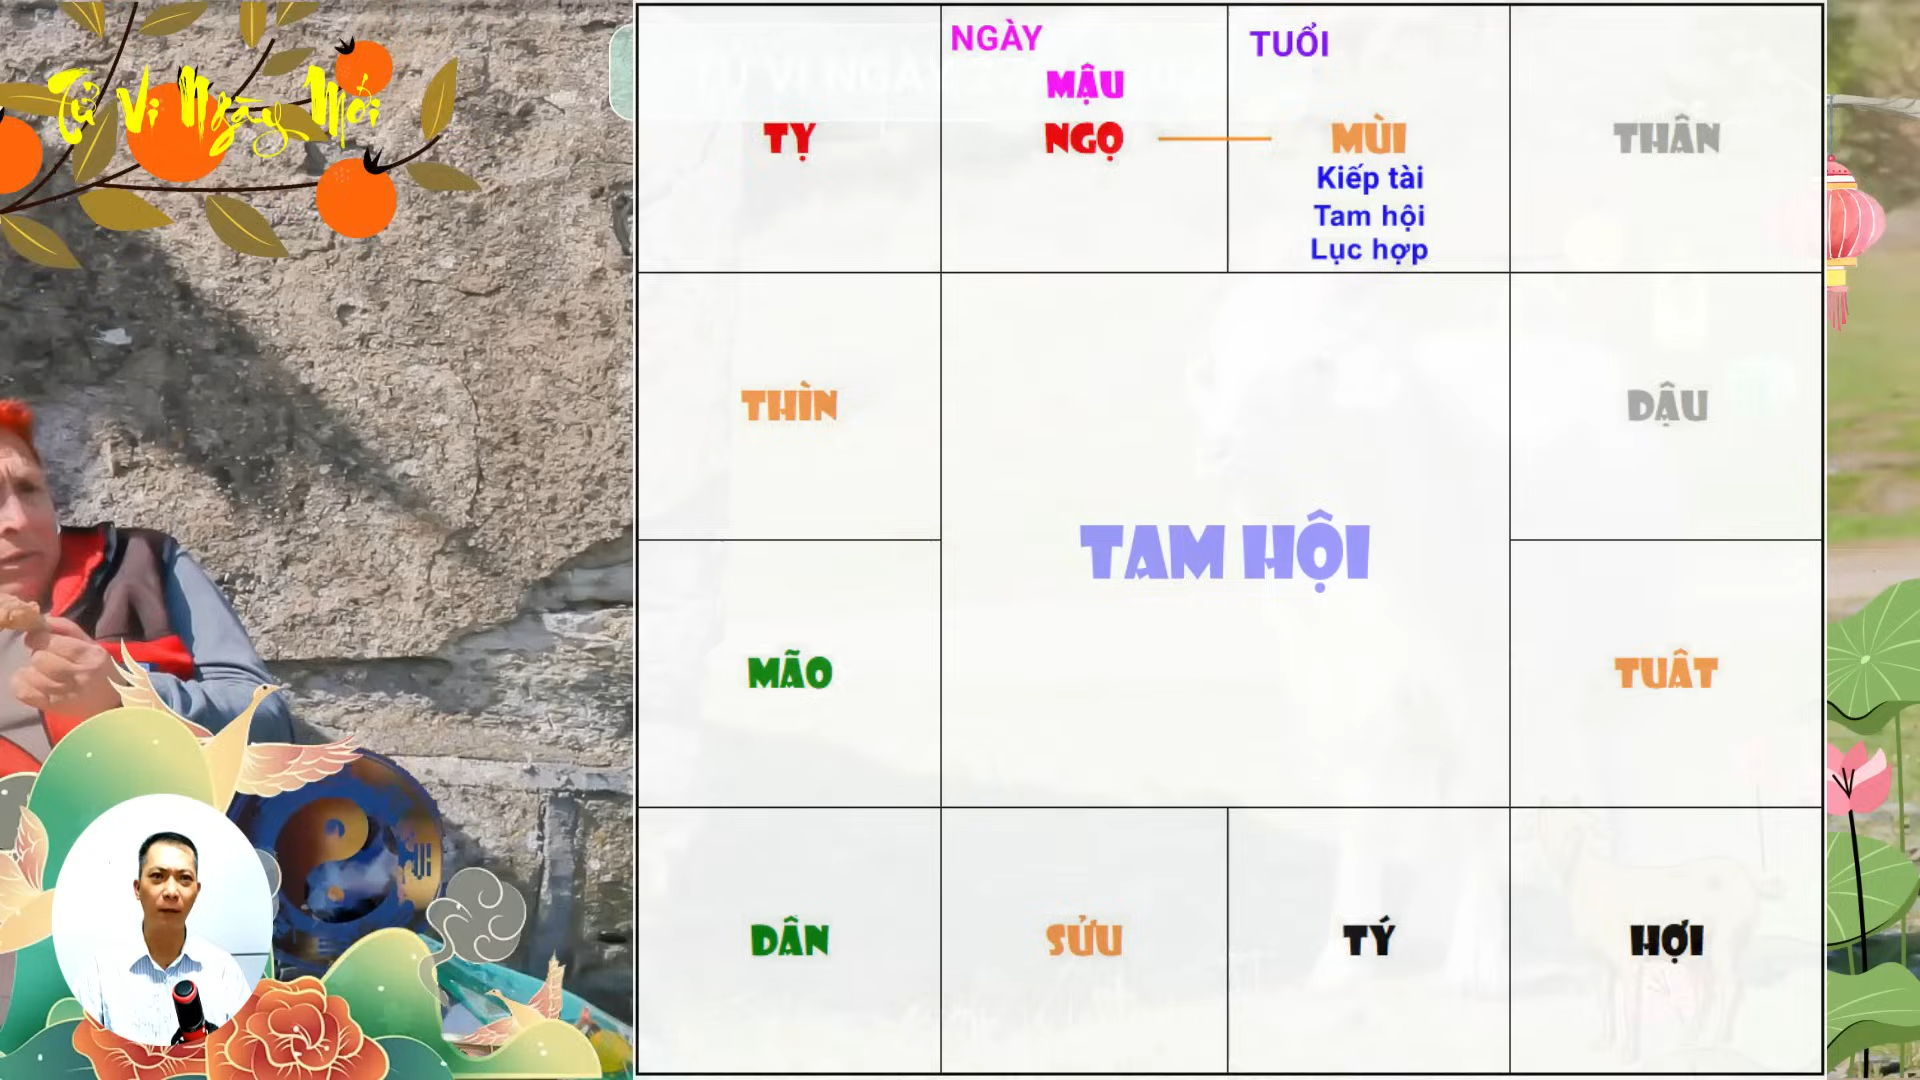 Tử Vi Ngày Mới
NGÀY
TUỔI
MẬU
TỴ
NGỌ
MÙI
THÂN
Kiếp tài
Tam hội
Lục hợp
THÌN
DẬU
TAM HỘI
MÃO
TUẤT
DẦN
SỬU
TÝ
HỢI